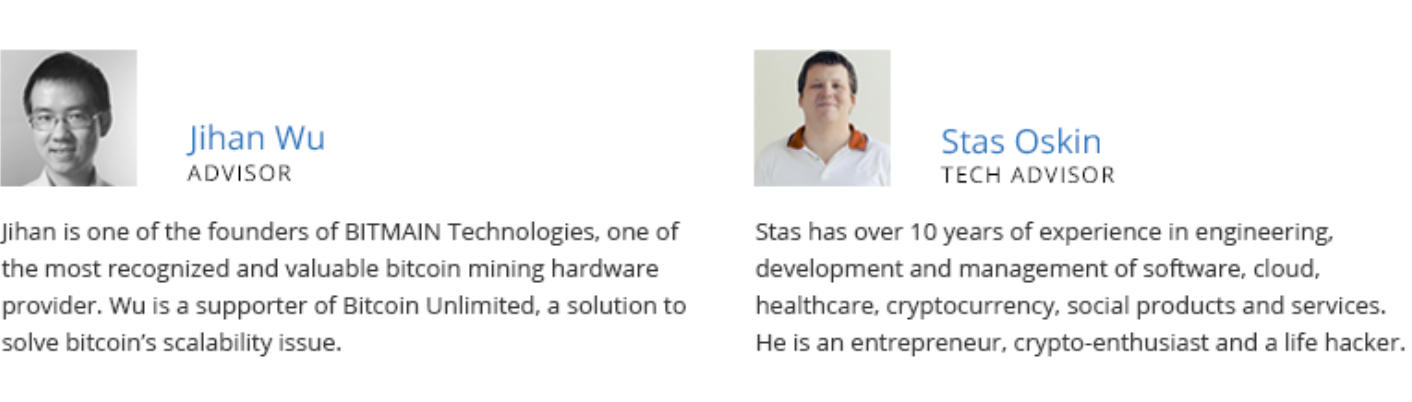 Jihan Wu
ADVISOR
Jihan is one of the founders of BITMAIN Technologies, one of
the most recognized and valuable bitcoin mining hardware
provider. Wu is a supporter of Bitcoin Unlimited, a solution to
solve bitcoin’s scalability issue.
Stas Oskin
TECH ADVISOR
Stas has over 10 years of experience in engineering,
development and management of software, cloud,
healthcare, cryptocurrency, social products and services.
He is an entrepreneur, crypto-enthusiast and a life hacker.